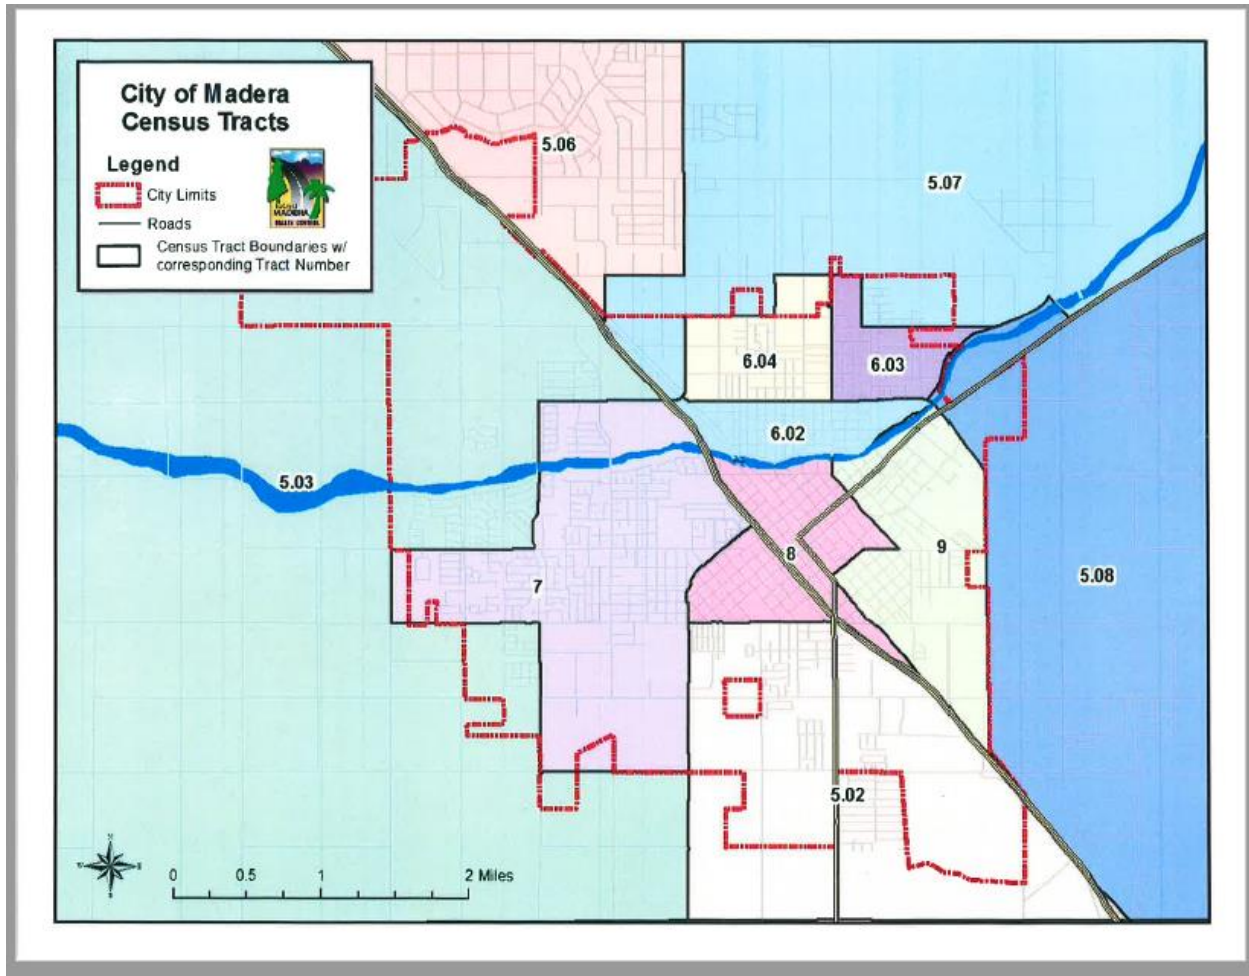 City of Madera
Census Tracts
Legend
City Limits
Roads
Census Tract Boundaries w/
corresponding Tract Number
MADERA
5.06
5.07
6.04
6.03
6.02
5.03
8
9
7
5.08
5.02
N
0 0.5 1 2 Miles